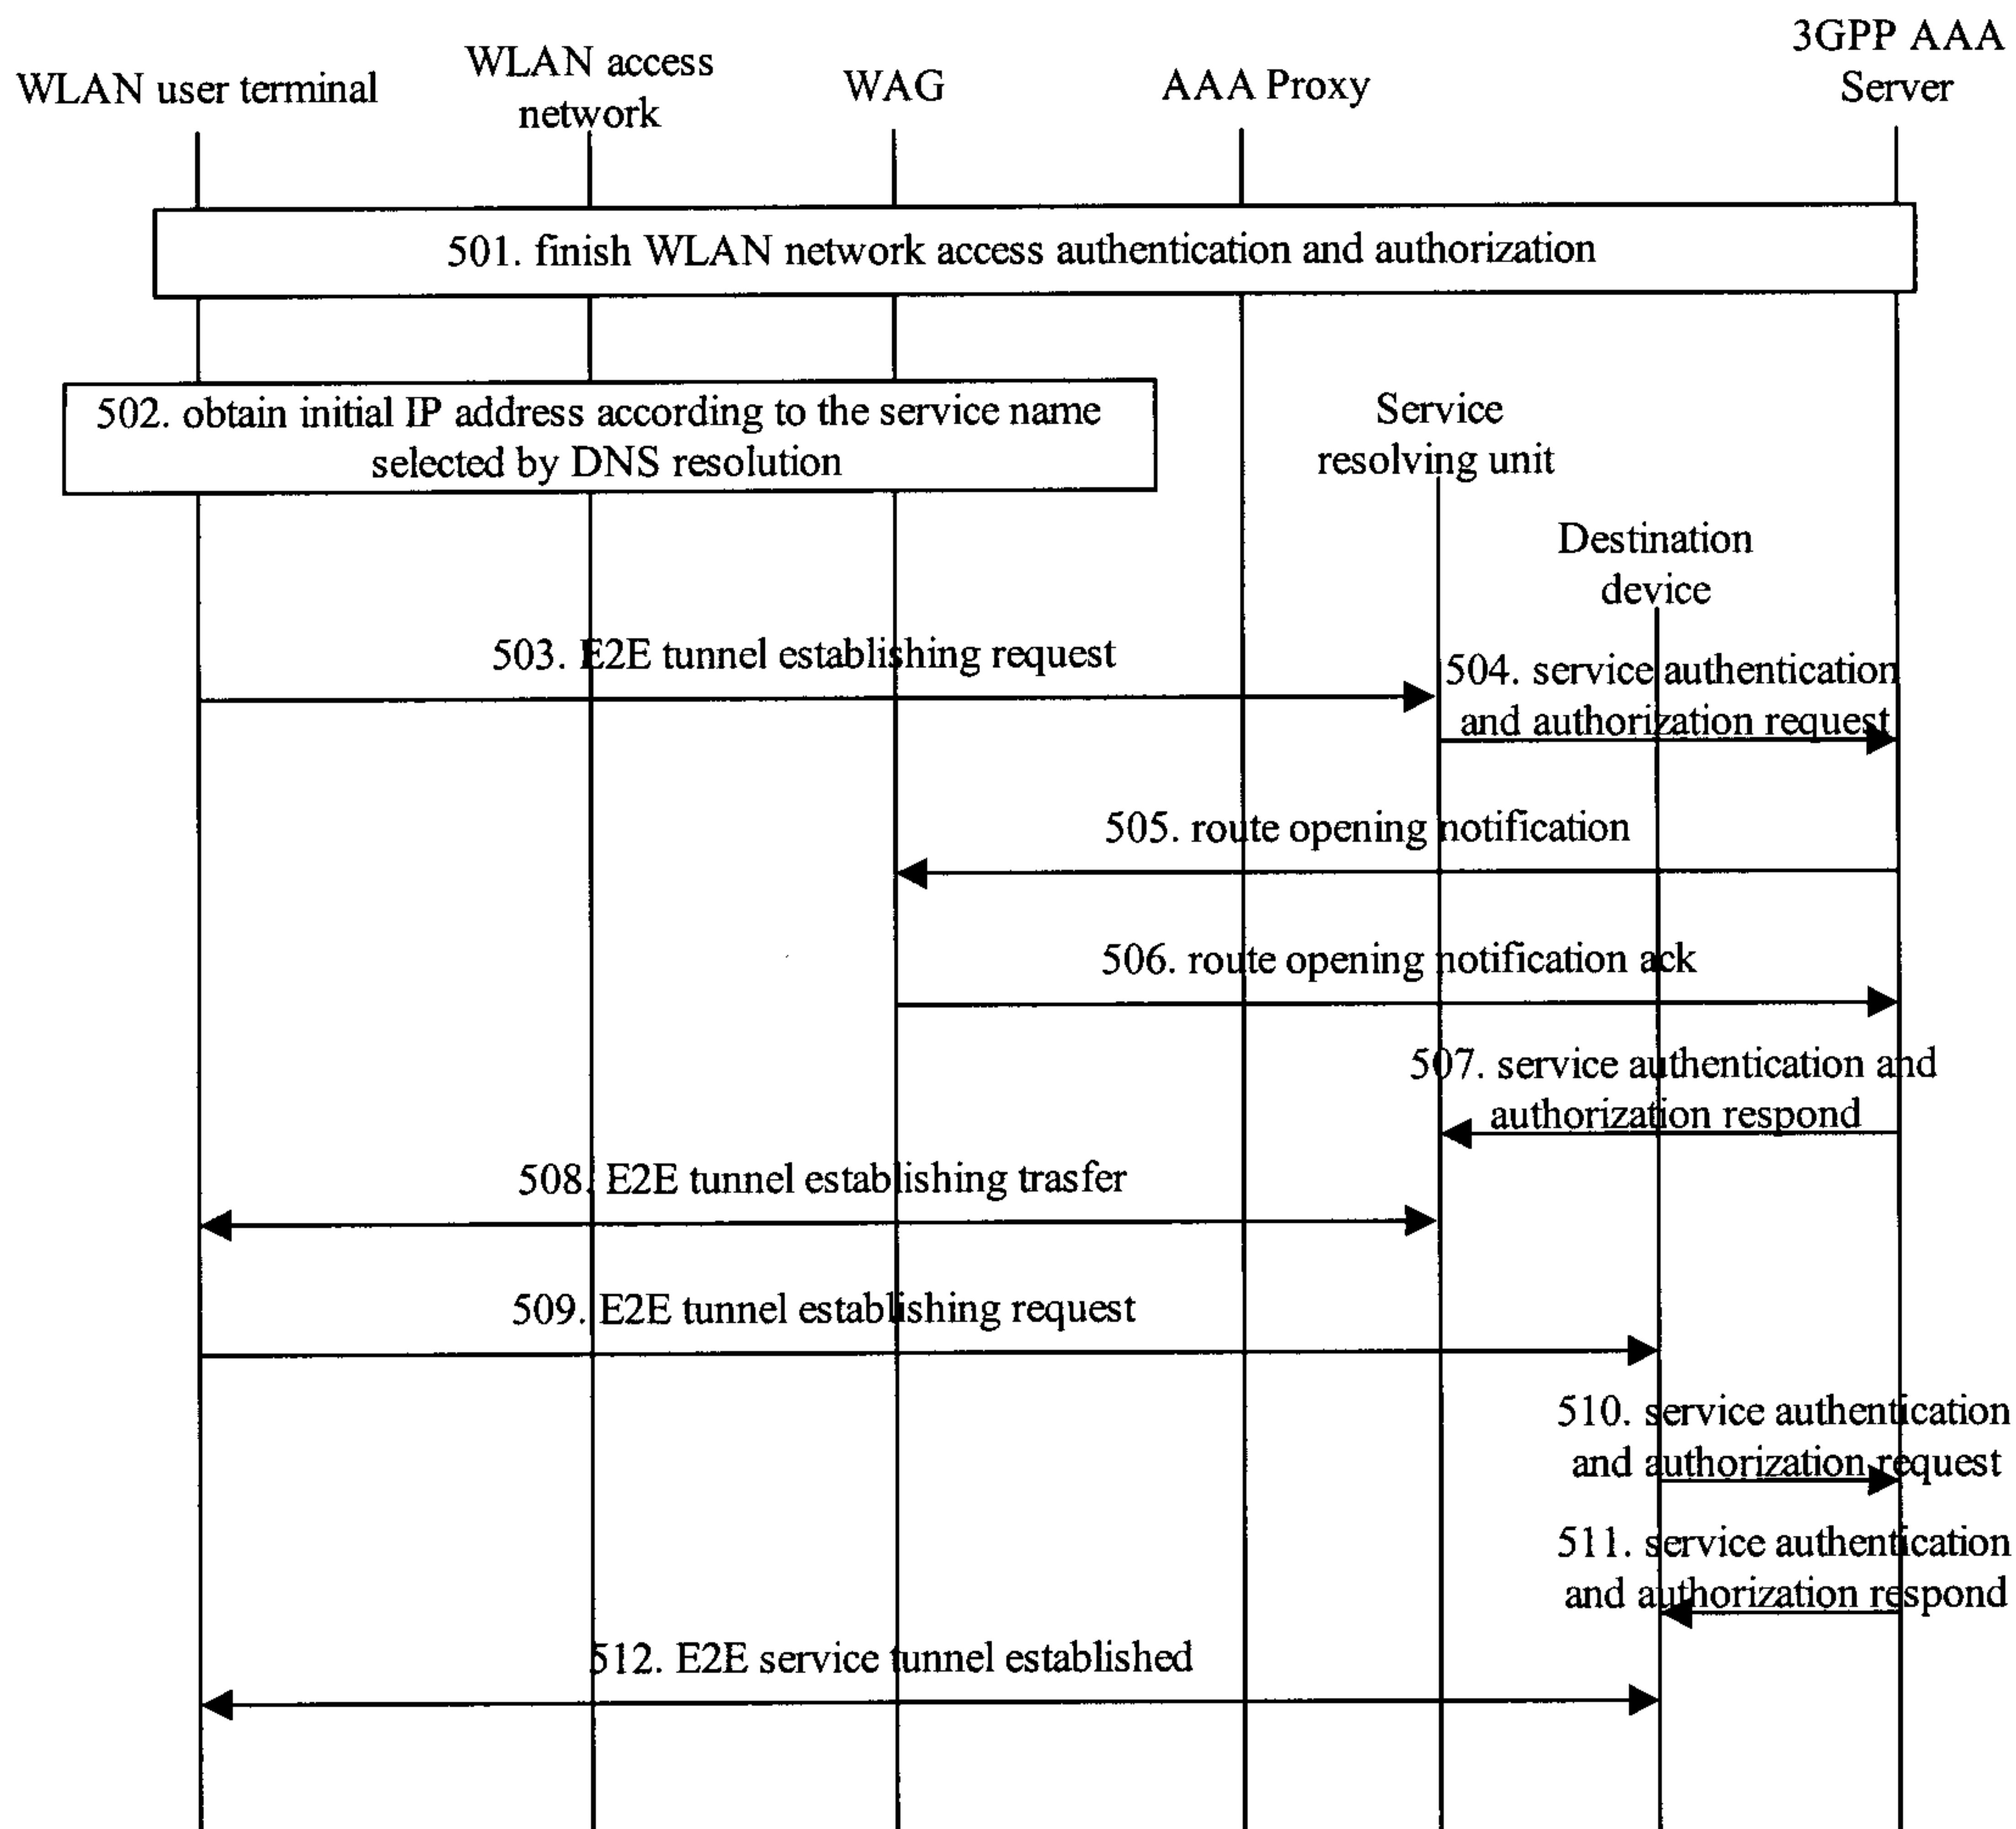 WLAN user terminal
WLAN access
network
WAG
AAA Proxy
3GPP AAA
Server
501. finish WLAN network access authentication and authorization
502. obtain initial IP address according to the service name
selected by DNS resolution
Service
resolving unit
Destination
device
503. E2E tunnel establishing request
504. service authentication
and authorization request
505. route opening notification
506. route opening notification ack
507. service authentication and
authorization respond
508. E2E tunnel establishing trasfer
509. E2E tunnel establishing request
510. service authentication
and authorization request
511. service authentication
and authorization respond
512. E2E service tunnel established